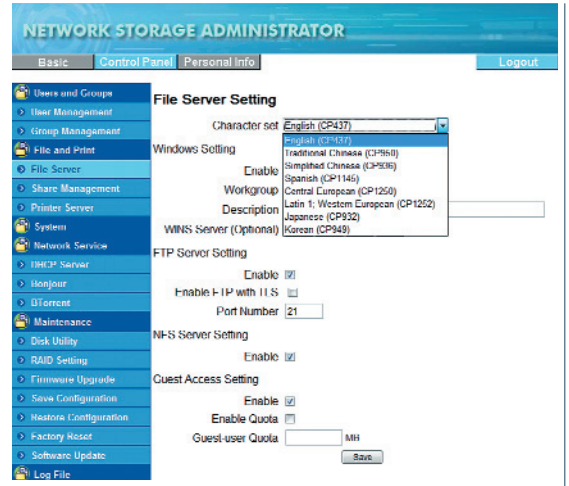 NETWORK STORAGE ADMINISTRATOR
Basic
Control Panel
Personal Info
Logout
Users and Groups
User Management
Group Management
File and Print
File Server
Share Management
Printer Server
System
Network Service
DHCP Server
Bonjour
BTorrent
Maintenance
Disk Utility
RAID Setting
Firmware Upgrade
Save Configuration
Restore Configuration
Factory Reset
Software Update
Log File
File Server Setting
Character set English (CP437)
English (CP437)
Traditional Chinese (CP950)
Simplified Chinese (CP936)
Spanish (CP1145)
Central European (CP1250)
Latin 1; Western European (CP1252)
Japanese (CP932)
Korean (CP949)
Windows Setting
Enable
Workgroup
Description
WINS Server (Optional)
FTP Server Setting
Enable
Enable FTP with TLS
Port Number 21
NFS Server Setting
Enable
Guest Access Setting
Enable
Enable Quota
Guest-user Quota MB
Save